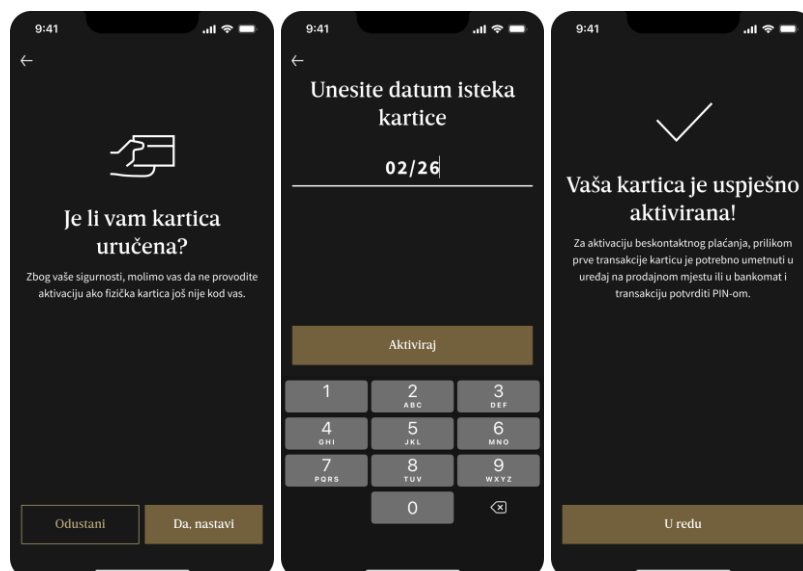 9:41
Je li vam kartica
uručena?
Zbog vaše sigurnosti, molimo vas da ne provodite
aktivaciju ako fizička kartica još nije kod vas.
Odustani
Da, nastavi
9:41
Unesite datum isteka
kartice
02/26
Aktiviraj
1
2
ABC
3
DEF
4
GHI
5
JKL
6
MNO
7
PQRS
8
TUV
9
WXYZ
0
9:41
Vaša kartica je uspješno
aktivirana!
Za aktivaciju beskontaktnog plaćanja, prilikom
prve transakcije karticu je potrebno umetnuti u
uređaj na prodajnom mjestu ili u bankomat i
transakciju potvrditi PIN-om.
U redu